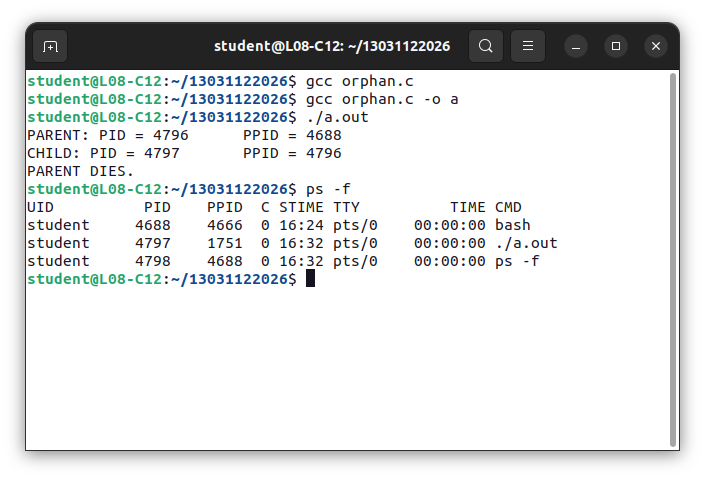 student@L08-C12: ~/13031122026
student@L08-C12:~/13031122026$ gcc orphan.c
student@L08-C12:~/13031122026$ gcc orphan.c -o a
student@L08-C12:~/13031122026$ ./a.out
PARENT: PID = 4796      PPID = 4688
CHILD: PID = 4797       PPID = 4796
PARENT DIES.
student@L08-C12:~/13031122026$ ps -f
UID          PID    PPID  C STIME TTY          TIME CMD
student     4688    4666  0 16:24 pts/0    00:00:00 bash
student     4797    1751  0 16:32 pts/0    00:00:00 ./a.out
student     4798    4688  0 16:32 pts/0    00:00:00 ps -f
student@L08-C12:~/13031122026$